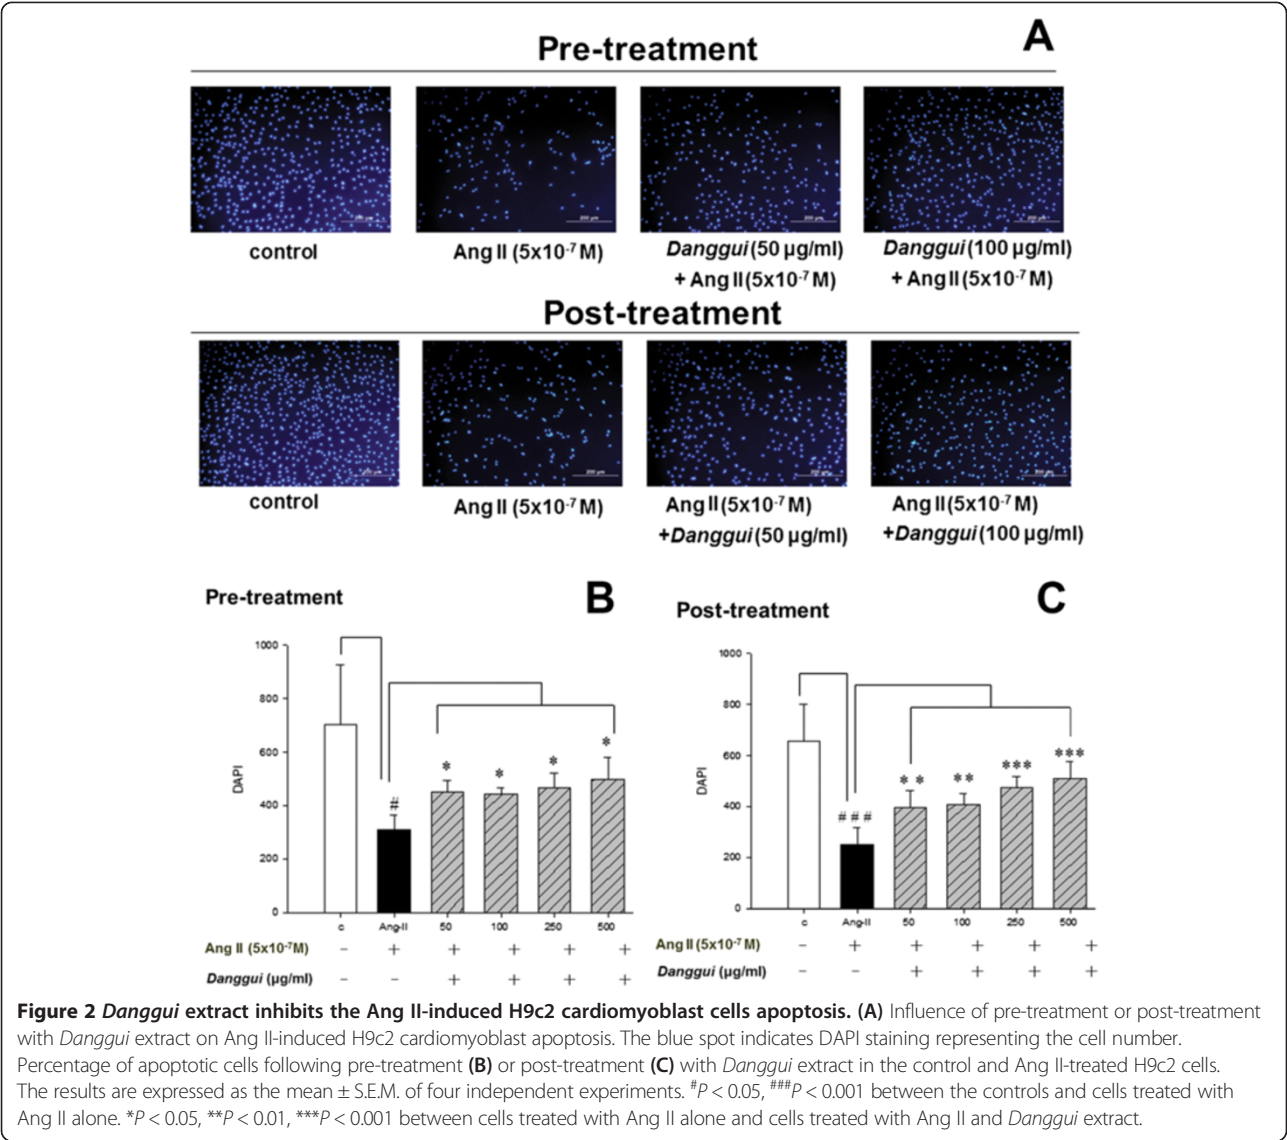 A
Pre-treatment
control
Ang II (5x10⁻⁷ M)
Danggui (50 µg/ml)
+ Ang II (5x10⁻⁷ M)
Danggui (100 µg/ml)
+ Ang II (5x10⁻⁷ M)
Post-treatment
control
Ang II (5x10⁻⁷ M)
Ang II (5x10⁻⁷ M)
+Danggui (50 µg/ml)
Ang II (5x10⁻⁷ M)
+Danggui (100 µg/ml)
Pre-treatment
B
1000
800
600
400
200
0
DAPI
#
*
*
*
*
c
Ang-II
50
100
250
500
Ang II (5x10⁻⁷M) − + + + + +
Danggui (µg/ml) − − + + + +
Post-treatment
C
1000
800
600
400
200
0
DAPI
###
**
**
***
***
c
Ang-II
50
100
250
500
Ang II (5x10⁻⁷ M) − + + + + +
Danggui (µg/ml) − − + + + +
Figure 2 Danggui extract inhibits the Ang II-induced H9c2 cardiomyoblast cells apoptosis. (A) Influence of pre-treatment or post-treatment
with Danggui extract on Ang II-induced H9c2 cardiomyoblast apoptosis. The blue spot indicates DAPI staining representing the cell number.
Percentage of apoptotic cells following pre-treatment (B) or post-treatment (C) with Danggui extract in the control and Ang II-treated H9c2 cells.
The results are expressed as the mean ± S.E.M. of four independent experiments. #P < 0.05, ###P < 0.001 between the controls and cells treated with
Ang II alone. *P < 0.05, **P < 0.01, ***P < 0.001 between cells treated with Ang II alone and cells treated with Ang II and Danggui extract.